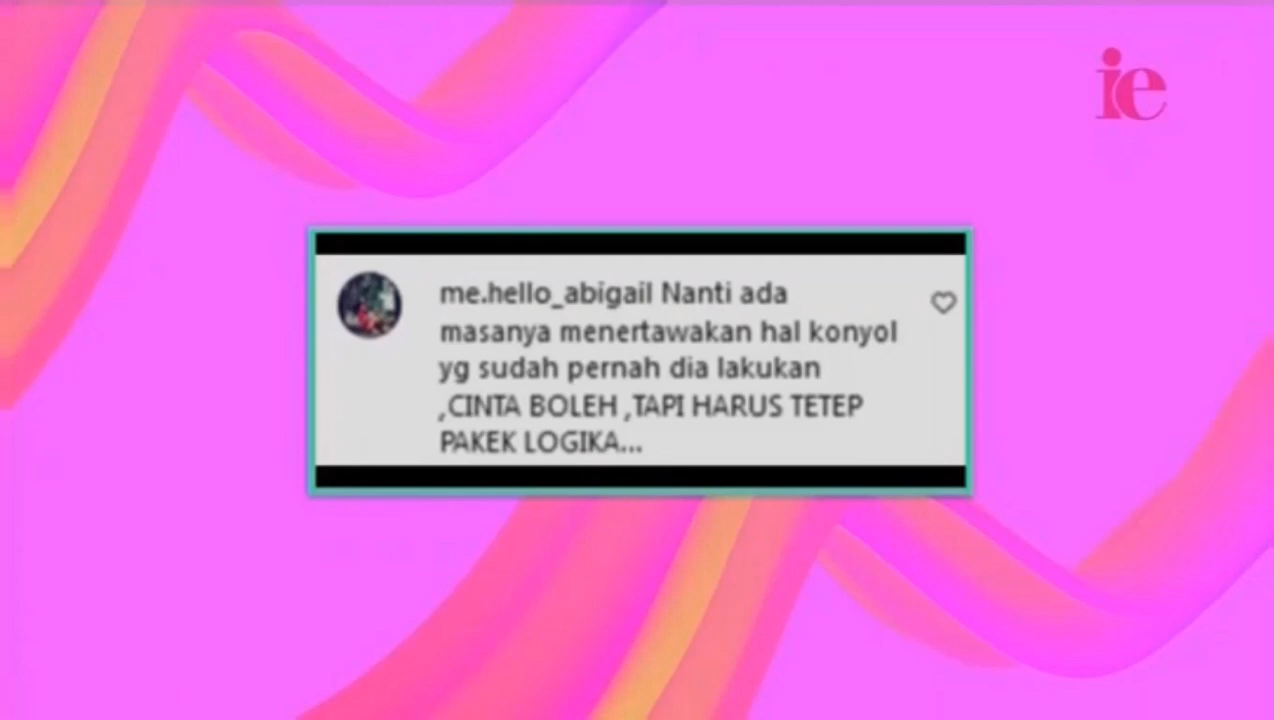 ie
me.hello_abigail Nanti ada
masanya menertawakan hal konyol
yg sudah pernah dia lakukan
,CINTA BOLEH ,TAPI HARUS TETEP
PAKEK LOGIKA...